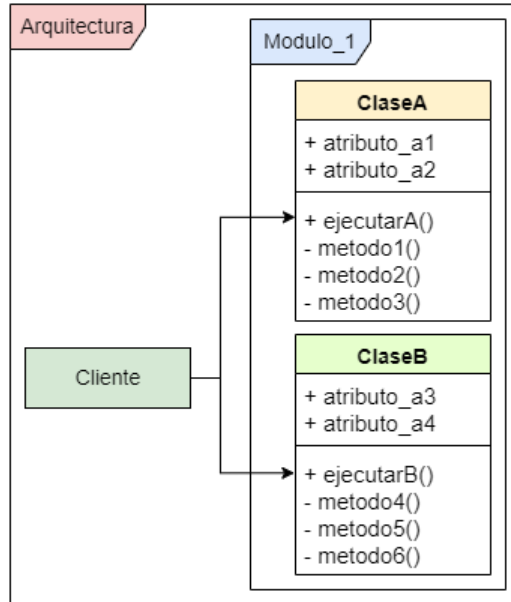 Arquitectura
Modulo_1
ClaseA
+ atributo_a1
+ atributo_a2
+ ejecutarA()
- metodo1()
- metodo2()
- metodo3()
Cliente
ClaseB
+ atributo_a3
+ atributo_a4
+ ejecutarB()
- metodo4()
- metodo5()
- metodo6()